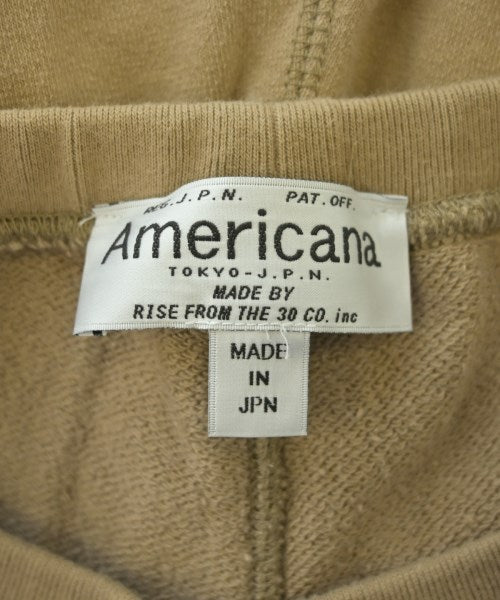 REG. J.P.N. PAT. OFF.
Americana
TOKYO-J.P.N.
MADE BY
RISE FROM THE 30 CO. inc
MADE
IN
JPN